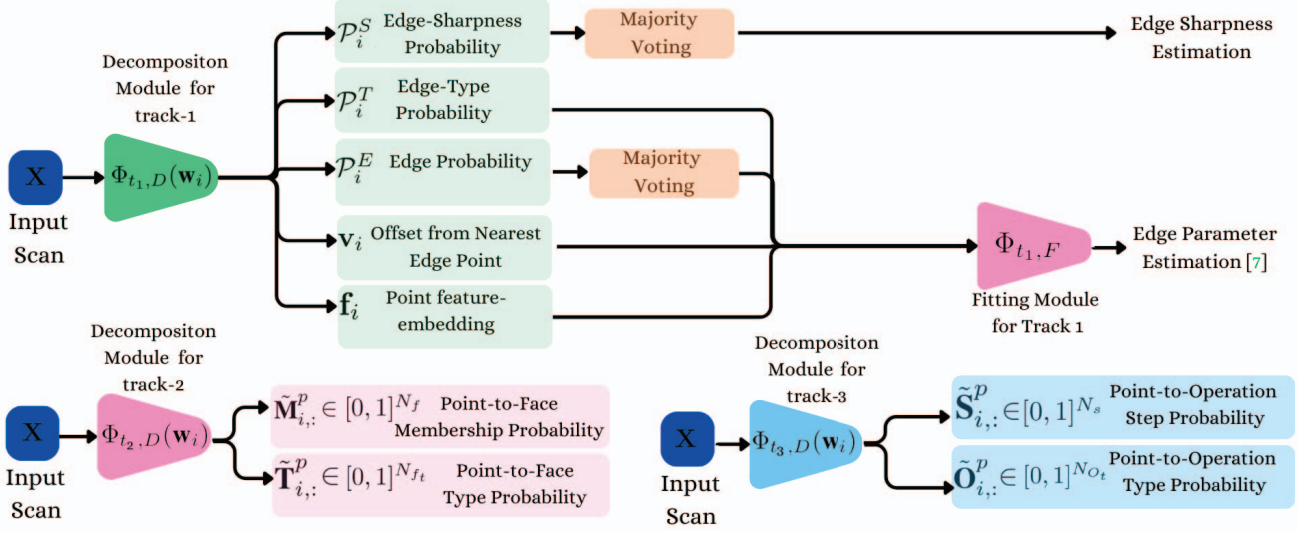 Decompositon
Module for
track-1
X
Input
Scan
Φ_{t_1,D}(w_i)
P_i^S Edge-Sharpness
Probability
Majority
Voting
Edge Sharpness
Estimation
P_i^T Edge-Type
Probability
P_i^E Edge Probability
Majority
Voting
v_i Offset from Nearest
Edge Point
f_i Point feature-
embedding
Φ_{t_1,F}
Fitting Module
for Track 1
Edge Parameter
Estimation [7]
Decompositon
Module for
track-2
X
Input
Scan
Φ_{t_2,D}(w_i)
M̃^p_{i,:} ∈ [0, 1]^{N_f} Point-to-Face
Membership Probability
T̃^p_{i,:} ∈ [0, 1]^{N_{f_t}} Point-to-Face
Type Probability
Decompositon
Module for
track-3
X
Input
Scan
Φ_{t_3,D}(w_i)
S̃^p_{i,:} ∈ [0, 1]^{N_s} Point-to-Operation
Step Probability
Õ^p_{i,:} ∈ [0, 1]^{N_{O_t}} Point-to-Operation
Type Probability